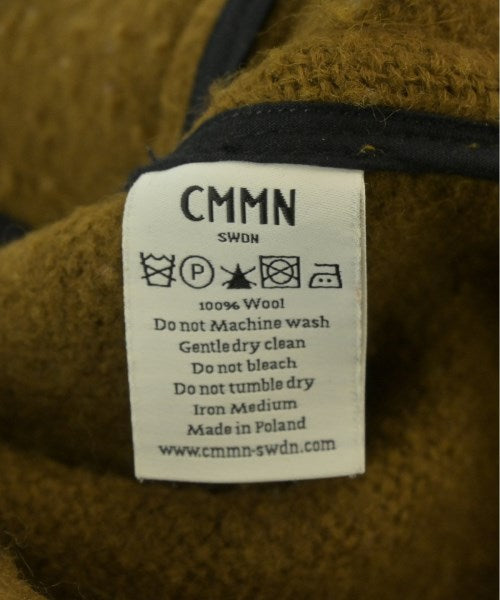 CMMN
SWDN
P
100% Wool
Do not Machine wash
Gentle dry clean
Do not bleach
Do not tumble dry
Iron Medium
Made in Poland
www.cmmn-swdn.com